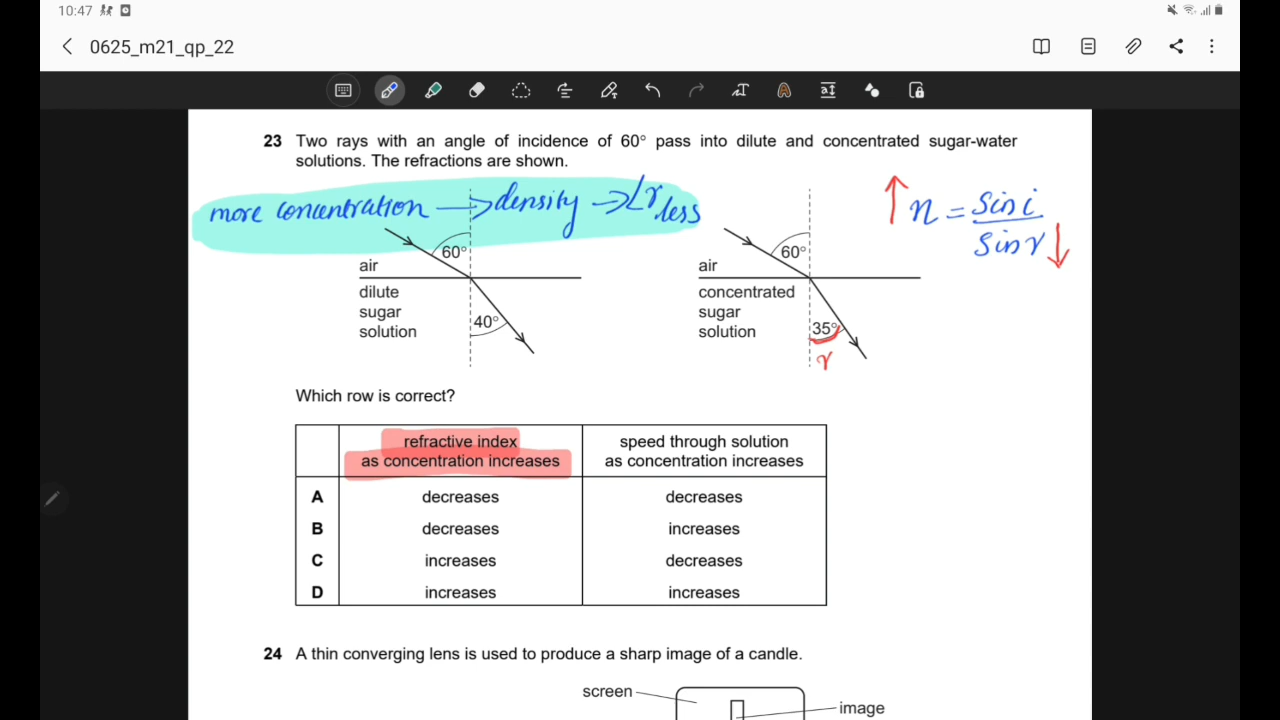 10:47
0625_m21_qp_22
23 Two rays with an angle of incidence of 60° pass into dilute and concentrated sugar-water
solutions. The refractions are shown.
more concentration → density → ∠r less
↑ n = sin i / sin r ↓
60°
air
dilute
sugar
solution
40°
60°
air
concentrated
sugar
solution
35°
r
Which row is correct?
refractive index
as concentration increases
speed through solution
as concentration increases
A decreases decreases
B decreases increases
C increases decreases
D increases increases
24 A thin converging lens is used to produce a sharp image of a candle.
screen
image